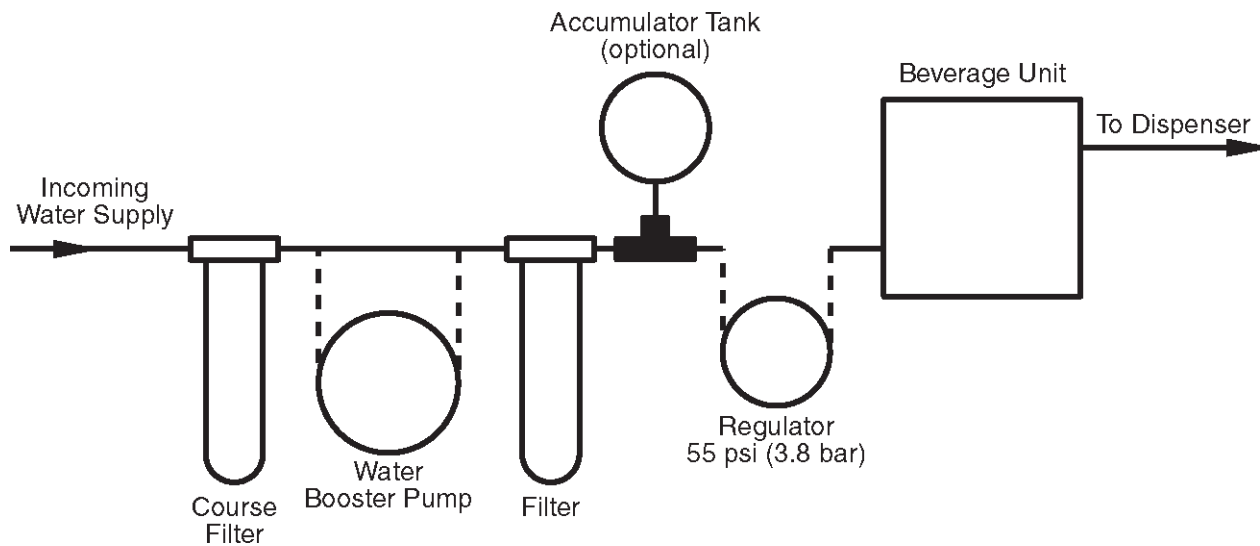 Accumulator Tank
(optional)
Beverage Unit
To Dispenser
Incoming
Water Supply
Regulator
55 psi (3.8 bar)
Water
Booster Pump
Course
Filter
Filter